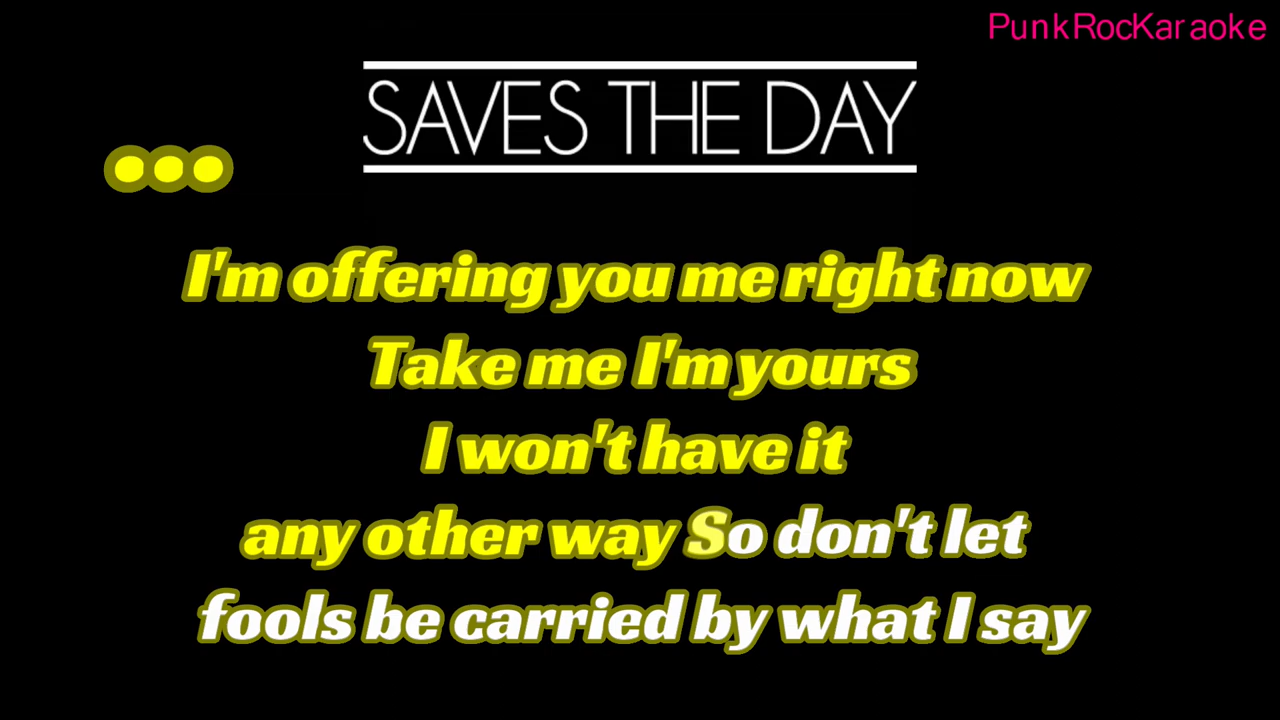 PunkRocKaraoke
SAVES THE DAY
I'm offering you me right now
Take me I'm yours
I won't have it
any other way So don't let
fools be carried by what I say